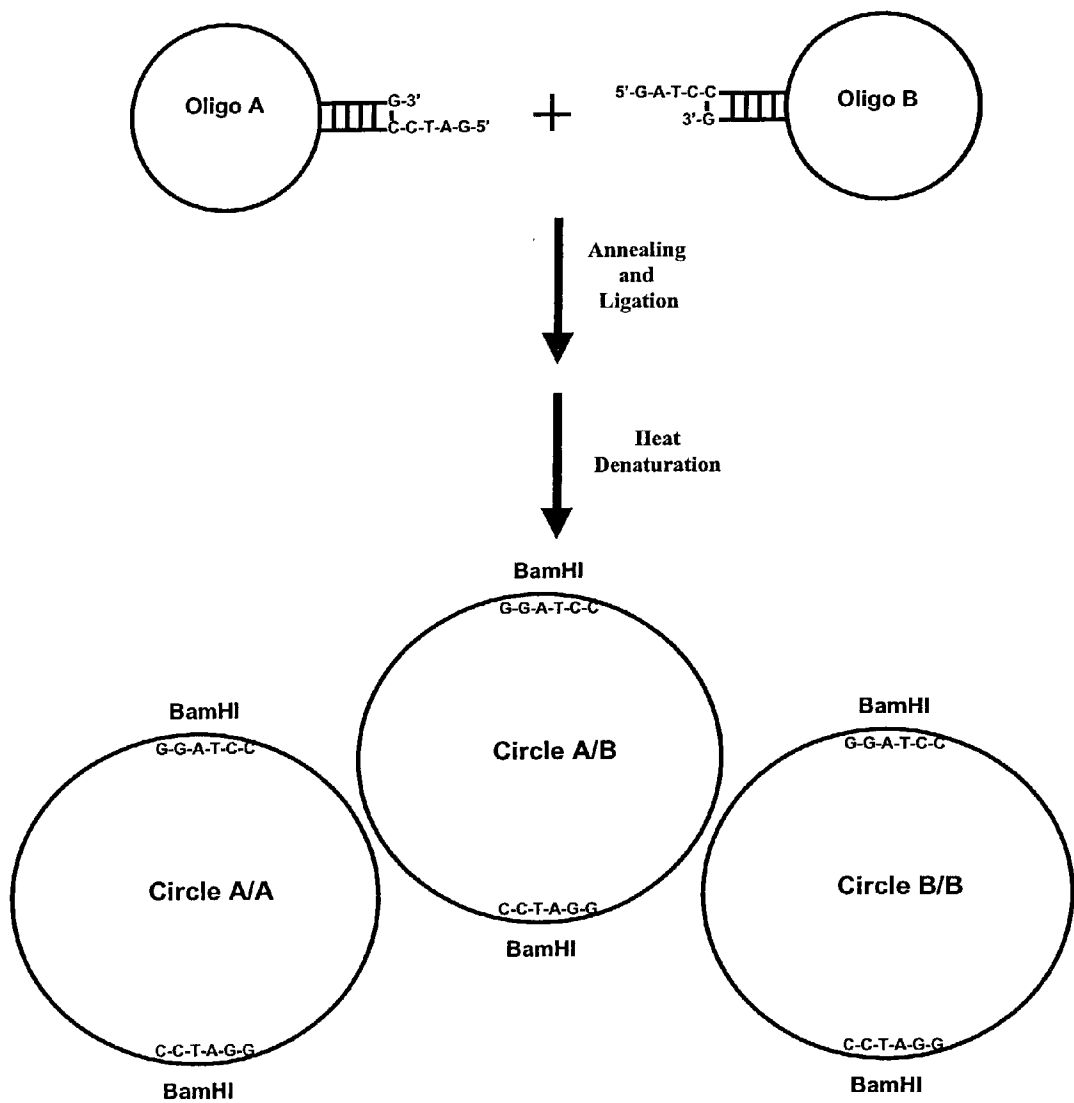 Oligo A
G-3'
C-C-T-A-G-5'
+
5'-G-A-T-C-C
3'-G
Oligo B
Annealing
and
Ligation
Heat
Denaturation
BamHI
G-G-A-T-C-C
Circle A/B
C-C-T-A-G-G
BamHI
BamHI
G-G-A-T-C-C
Circle A/A
C-C-T-A-G-G
BamHI
BamHI
G-G-A-T-C-C
Circle B/B
C-C-T-A-G-G
BamHI